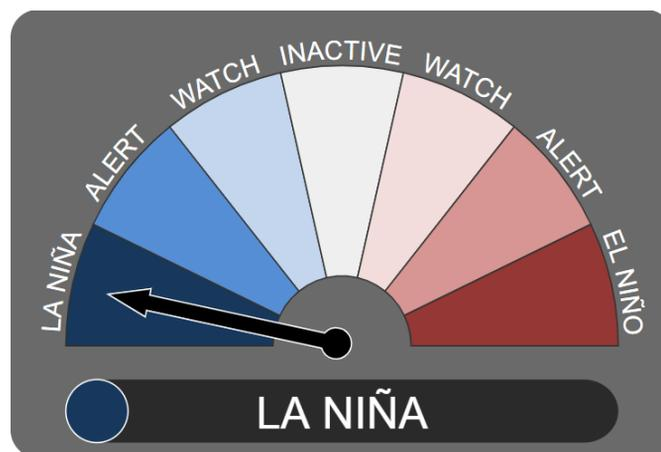 LA NIÑA
ALERT
WATCH
INACTIVE
WATCH
ALERT
EL NIÑO
LA NIÑA